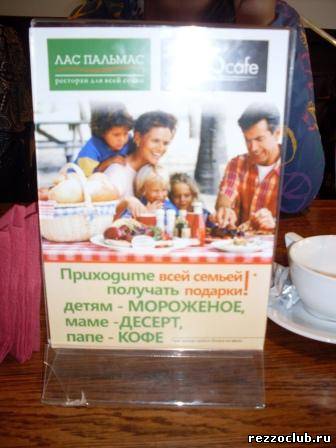 ЛАС ПАЛЬМАС
ресторан для всей семьи
cafe
Приходите всей семьей
получать подарки!*
детям - МОРОЖЕНОЕ,
маме -ДЕСЕРТ,
папе - КОФЕ
rezzoclub.ru